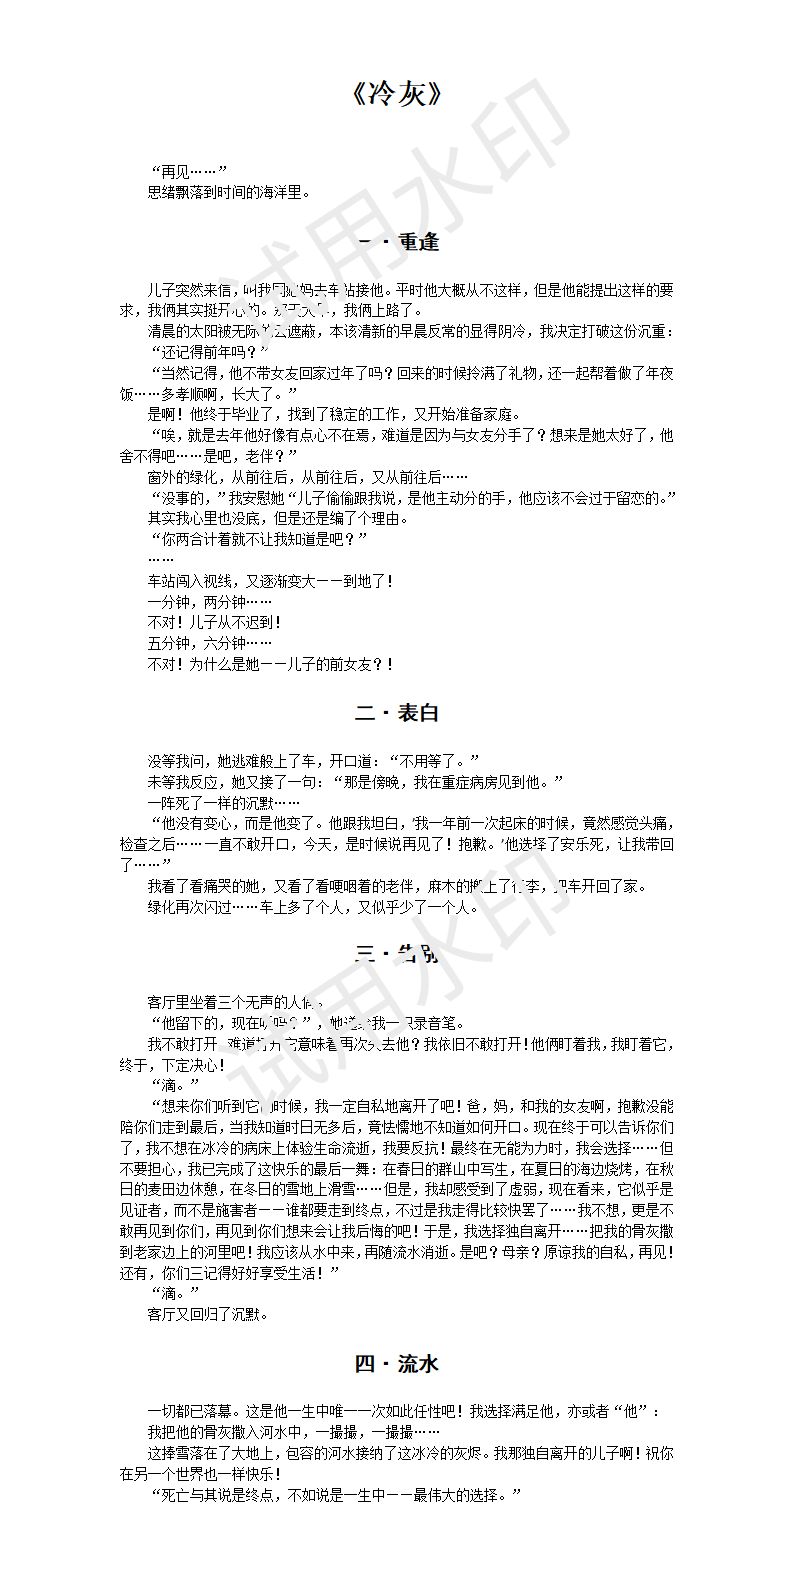 《冷灰》
“再见……”
思绪飘落到时间的海洋里。
一·重逢
儿子突然来信，叫我同她妈去车站接他。平时他大概从不这样，但是他能提出这样的要
求，我俩其实挺开心的。天，我俩上路了。
清晨的太阳被无际的云遮蔽，本该清新的早晨反常的显得阴冷，我决定打破这份沉重：
“还记得前年吗？”
“当然记得，他不带女友回家过年了吗？回来的时候拎满了礼物，还一起帮着做了年夜
饭……多孝顺啊，长大了。”
是啊！他终于毕业了，找到了稳定的工作，又开始准备家庭。
“唉，就是去年他好像有点心不在焉，难道是因为与女友分手了？想来是她太好了，他
舍不得吧……是吧，老伴？”
窗外的绿化，从前往后，从前往后，又从前往后……
“没事的，”我安慰她“儿子偷偷跟我说，是他主动分的手，他应该不会过于留恋的。”
其实我心里也没底，但是还是编了个理由。
“你两合计着就不让我知道是吧？”
……
车站闯入视线，又逐渐变大——到地了！
一分钟，两分钟……
不对！儿子从不迟到！
五分钟，六分钟……
不对！为什么是她——儿子的前女友？！
二·表白
没等我问，她逃难般上了车，开口道：“不用等了。”
未等我反应，她又接了一句：“那是傍晚，我在重症病房见到他。”
一阵死了一样的沉默……
“他没有变心，而是他变了。他跟我坦白，‘我一年前一次起床的时候，竟然感觉头痛，
检查之后……一直不敢开口，今天，是时候说再见了！抱歉。’他选择了安乐死，让我带回
了……”
我看了看痛哭的她，又看了看哽咽着的老伴，麻木的搬上了行李，把车开回了家。
绿化再次闪过……车上多了个人，又似乎少了一个人。
三·告别
客厅里坐着三个无声的人偶。
“他留下的，现在听吗？”，她递给我一只录音笔。
我不敢打开，难道打开它意味着再次失去他？我依旧不敢打开！他俩盯着我，我盯着它，
终于，下定决心！
“滴。”
“想来你们听到它的时候，我一定自私地离开了吧！爸，妈，和我的女友啊，抱歉没能
陪你们走到最后，当我知道时日无多后，竟怯懦地不知道如何开口。现在终于可以告诉你们
了，我不想在冰冷的病床上体验生命流逝，我要反抗！最终在无能为力时，我会选择……但
不要担心，我已完成了这快乐的最后一舞：在春日的群山中写生，在夏日的海边烧烤，在秋
日的麦田边休憩，在冬日的雪地上滑雪……但是，我却感受到了虚弱，现在看来，它似乎是
见证者，而不是施害者——谁都要走到终点，不过是我走得比较快罢了……我不想，更是不
敢再见到你们，再见到你们想来会让我后悔的吧！于是，我选择独自离开……把我的骨灰撒
到老家边上的河里吧！我应该从水中来，再随流水消逝。是吧？母亲？原谅我的自私，再见！
还有，你们三记得好好享受生活！”
“滴。”
客厅又回归了沉默。
四·流水
一切都已落幕。这是他一生中唯一一次如此任性吧！我选择满足他，亦或者“他”：
我把他的骨灰撒入河水中，一撮撮，一撮撮……
这捧雪落在了大地上，包容的河水接纳了这冰冷的灰烬。我那独自离开的儿子啊！祝你
在另一个世界也一样快乐！
“死亡与其说是终点，不如说是一生中——最伟大的选择。”
试用水印
试用水印